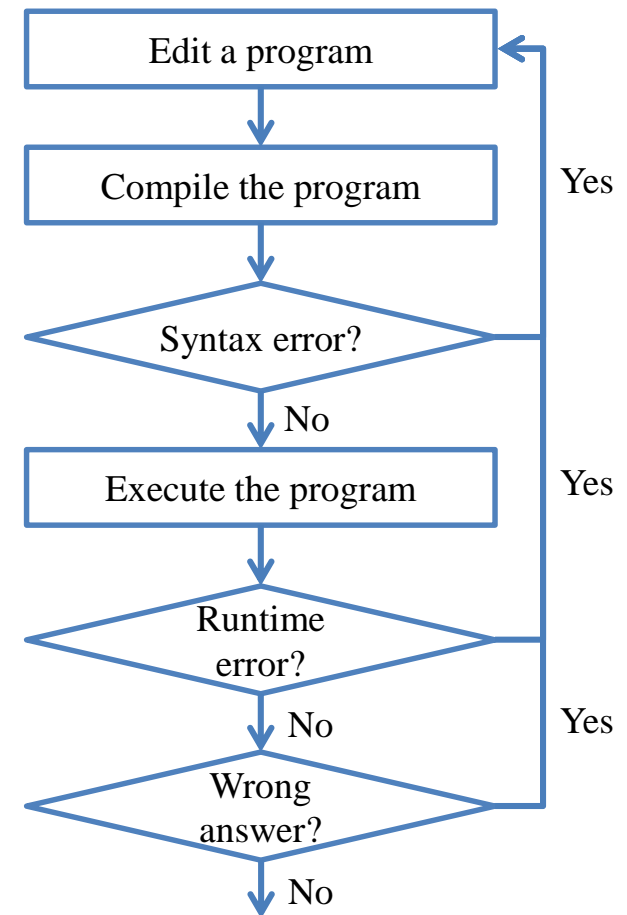 Edit a program
Compile the program
Yes
Syntax error?
No
Execute the program
Yes
Runtime
error?
No
Yes
Wrong
answer?
No